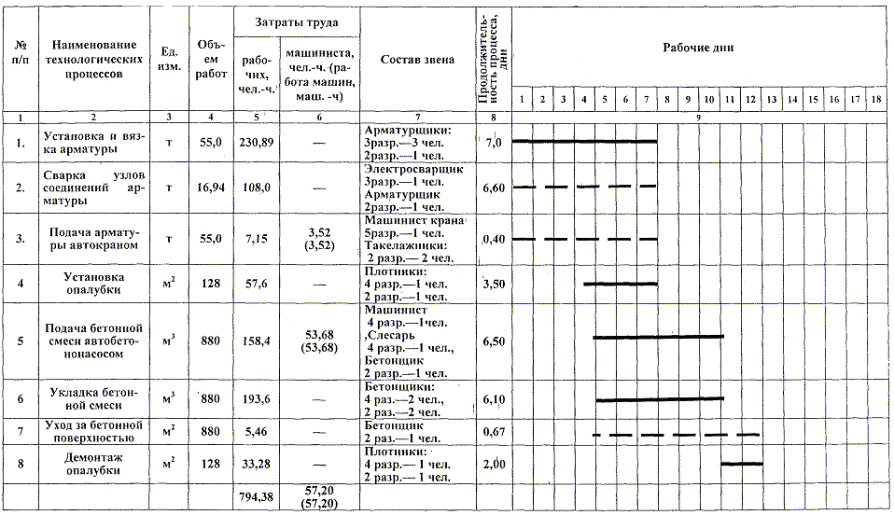 №
п/п
Наименование
технологических
процессов
Ед.
изм.
Объ-
ем
работ
Затраты труда
рабо-
чих,
чел.-ч.
машиниста,
чел.-ч. (ра-
бота машин,
маш. -ч)
Состав звена
Продолжитель-
ность процесса,
дни
Рабочие дни
1 2 3 4 5 6 7 8 9 10 11 12 13 14 15 16 17 18
1 2 3 4 5 6 7 8 9
1. Установка и вяз-
ка арматуры
т 55,0 230,89 —
Арматурщики:
3разр.—3 чел.
2разр.—1 чел.
7,0
2. Сварка узлов
соединений ар-
матуры
т 16,94 108,0 —
Электросварщик
3разр.—1 чел.
Арматурщик
2разр.—1 чел.
6,60
3. Подача армату-
ры автокраном
т 55,0 7,15 3,52
(3,52)
Машинист крана
5разр.—1 чел.
Такелажники:
2 разр.— 2 чел.
0,40
4 Установка
опалубки
м² 128 57,6 —
Плотники:
4 разр.—1 чел.
2 разр.—1 чел.
3,50
5 Подача бетонной
смеси автобето-
нонасосом
м³ 880 158,4 53,68
(53,68)
Машинист
4 разр.—1чел.
,Слесарь
4 разр.—1 чел.,
Бетонщик
2 разр.—1 чел.
6,50
6 Укладка бетон-
ной смеси
м³ 880 193,6 —
Бетонщики:
4 раз.—2 чел.,
2 раз.—2 чел.
6,10
7 Уход за бетонной
поверхностью
м² 880 5,46 —
Бетонщик
2 раз.—1 чел.
0,67
8 Демонтаж
опалубки
м² 128 33,28 —
Плотники:
4 разр.— 1 чел.
2 разр.— 1 чел.
2,00
794,38 57,20
(57,20)